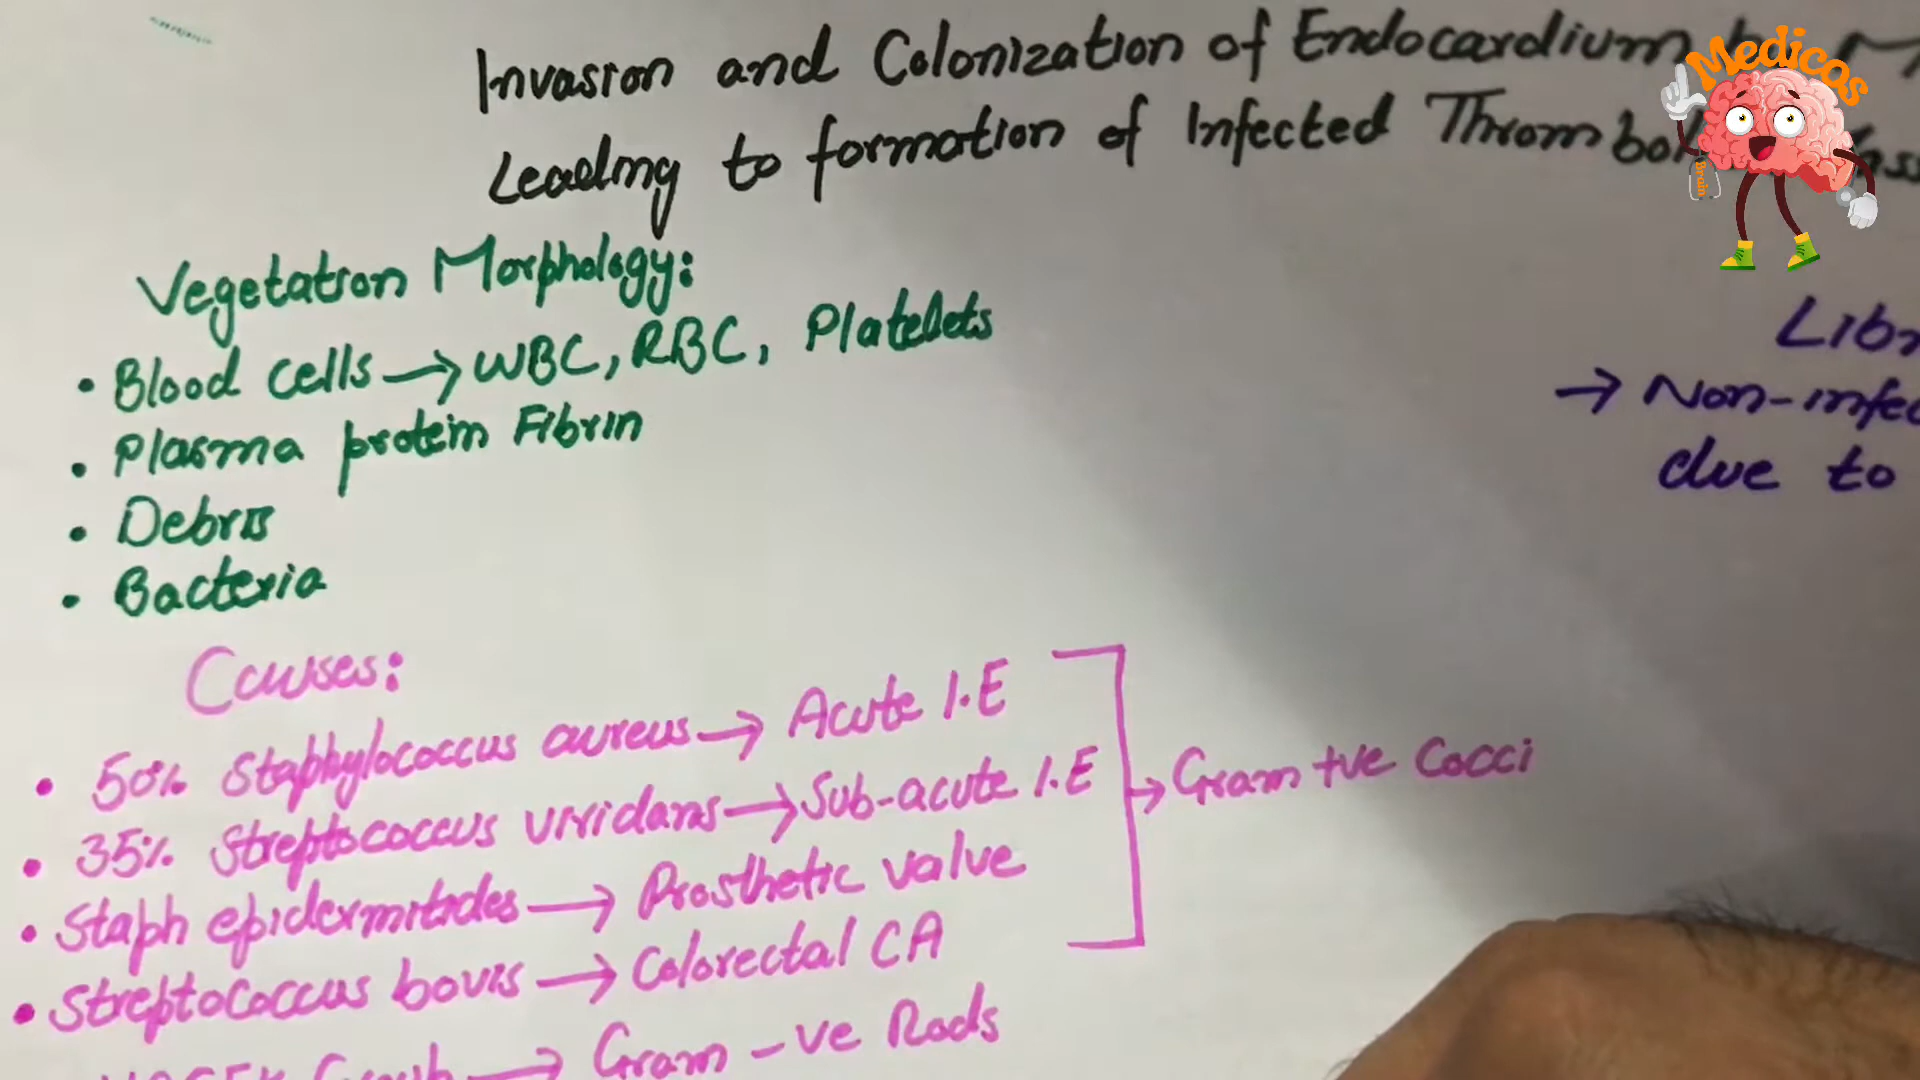 Invasion and Colonization of Endocardium
Leading to formation of Infected
Vegetation Morphology:
• Blood cells → WBC, RBC, Platelets
• Plasma protein Fibrin
• Debris
• Bacteria
Causes:
• 50% Staphylococcus aureus → Acute I.E
• 35% Streptococcus viridans → Sub-acute I.E
→ Gram +ve Cocci
• Staph epidermitides → Prosthetic valve
• Streptococcus bovis → Colorectal CA
→ Gram -ve Rods
→ Non-infec
due to
Medicos
Brain